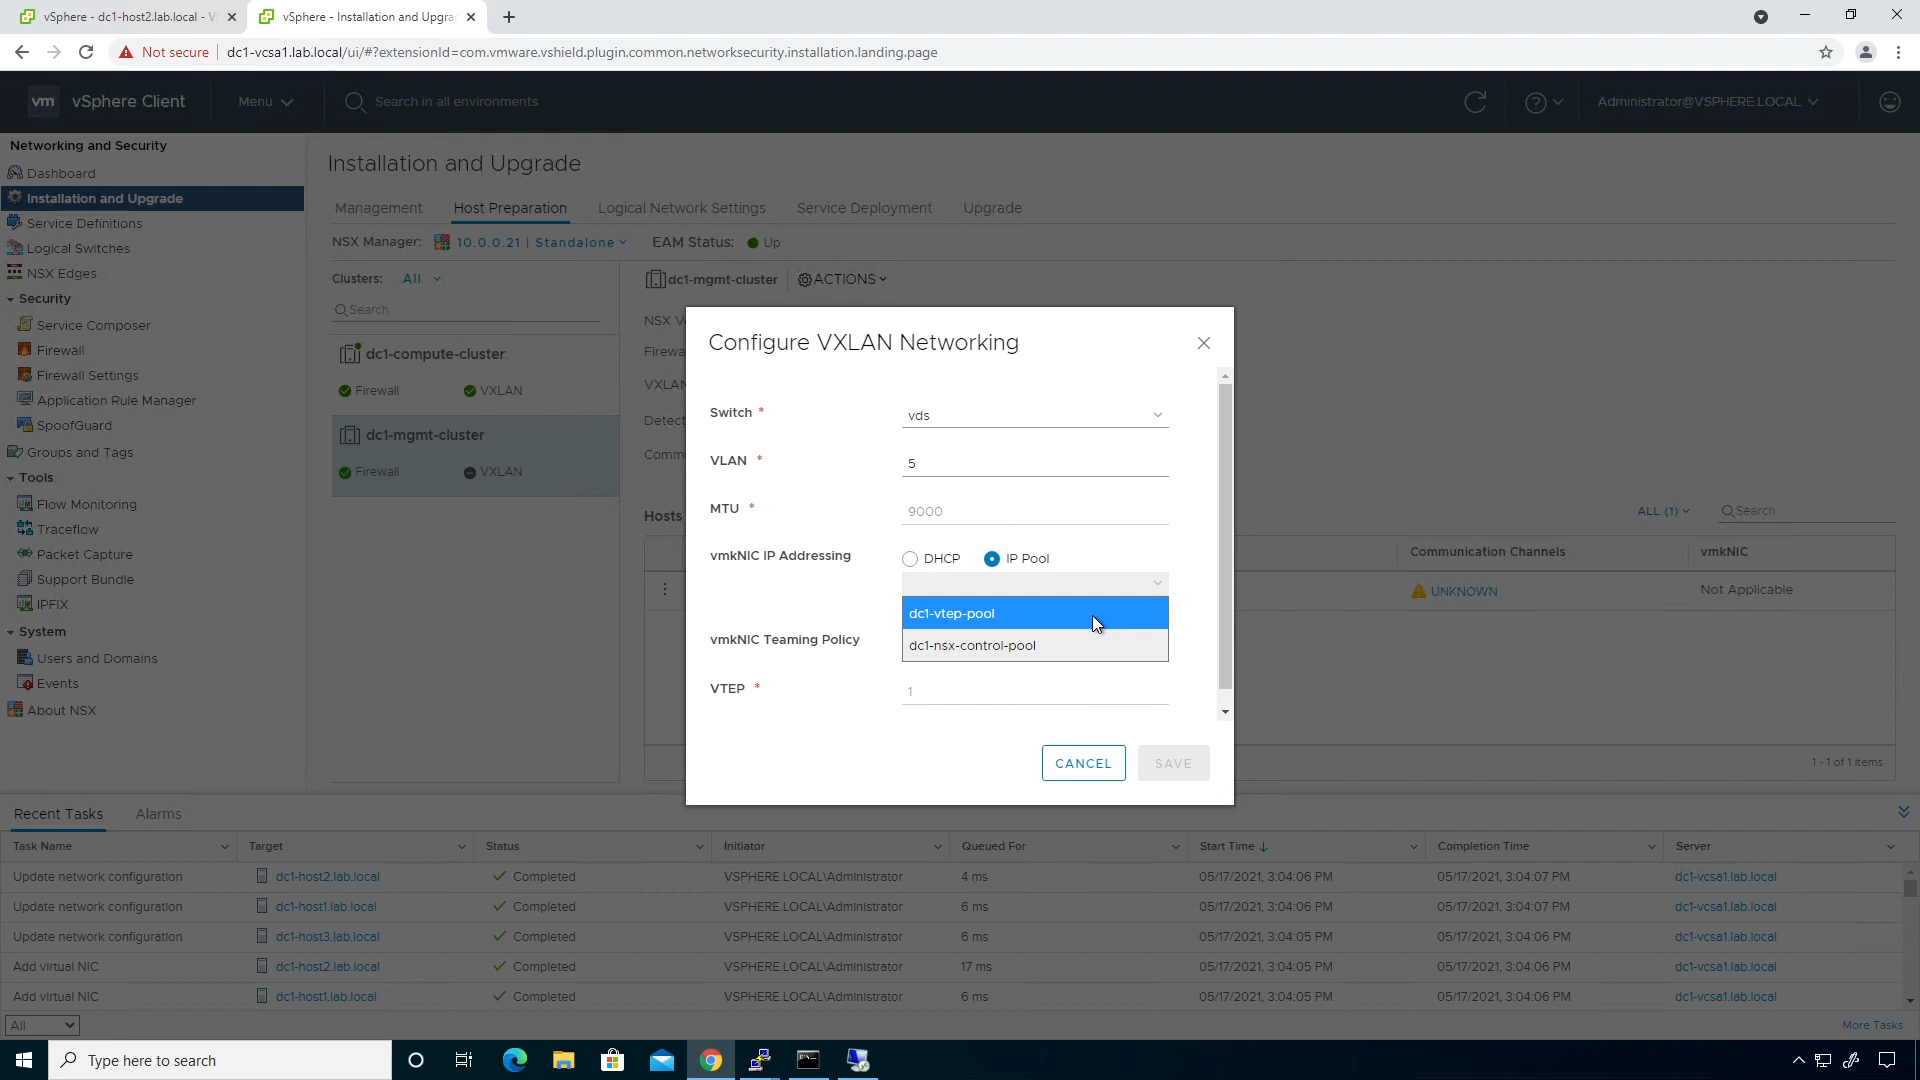 vSphere - dc1-host2.lab.local - V
vSphere - Installation and Upgra
Not secure
dc1-vcsa1.lab.local/ui/#?extensionId=com.vmware.vshield.plugin.common.networksecurity.installation.landing.page
vm
vSphere Client
Menu
Search in all environments
Administrator@VSPHERE.LOCAL
Networking and Security
Dashboard
Installation and Upgrade
Service Definitions
Logical Switches
NSX Edges
Security
Service Composer
Firewall
Firewall Settings
Application Rule Manager
SpoofGuard
Groups and Tags
Tools
Flow Monitoring
Traceflow
Packet Capture
Support Bundle
IPFIX
System
Users and Domains
Events
About NSX
Installation and Upgrade
Management
Host Preparation
Logical Network Settings
Service Deployment
Upgrade
NSX Manager: 10.0.0.21 | Standalone
EAM Status: Up
Clusters: All
Search
dc1-compute-cluster
Firewall
VXLAN
dc1-mgmt-cluster
Firewall
VXLAN
dc1-mgmt-cluster
ACTIONS
NSX V
Firewa
VXLAN
Detect
Comm
Hosts
ALL (1)
Search
Communication Channels
vmkNIC
UNKNOWN
Not Applicable
1 - 1 of 1 items
Configure VXLAN Networking
Switch *
vds
VLAN *
5
MTU *
9000
vmkNIC IP Addressing
DHCP
IP Pool
dc1-vtep-pool
dc1-nsx-control-pool
vmkNIC Teaming Policy
VTEP *
1
CANCEL
SAVE
Recent Tasks
Alarms
Task Name Target Status Initiator Queued For Start Time Completion Time Server
Update network configuration dc1-host2.lab.local Completed VSPHERE.LOCAL\Administrator 4 ms 05/17/2021, 3:04:06 PM 05/17/2021, 3:04:07 PM dc1-vcsa1.lab.local
Update network configuration dc1-host1.lab.local Completed VSPHERE.LOCAL\Administrator 6 ms 05/17/2021, 3:04:06 PM 05/17/2021, 3:04:07 PM dc1-vcsa1.lab.local
Update network configuration dc1-host3.lab.local Completed VSPHERE.LOCAL\Administrator 6 ms 05/17/2021, 3:04:05 PM 05/17/2021, 3:04:06 PM dc1-vcsa1.lab.local
Add virtual NIC dc1-host2.lab.local Completed VSPHERE.LOCAL\Administrator 17 ms 05/17/2021, 3:04:05 PM 05/17/2021, 3:04:06 PM dc1-vcsa1.lab.local
Add virtual NIC dc1-host1.lab.local Completed VSPHERE.LOCAL\Administrator 6 ms 05/17/2021, 3:04:05 PM 05/17/2021, 3:04:06 PM dc1-vcsa1.lab.local
All
More Tasks
Type here to search